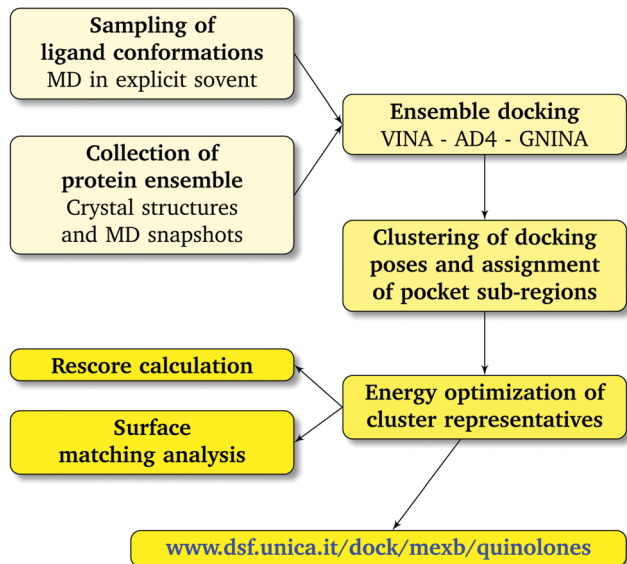 Sampling of
ligand conformations
MD in explicit sovent
Collection of
protein ensemble
Crystal structures
and MD snapshots
Ensemble docking
VINA - AD4 - GNINA
Clustering of docking
poses and assignment
of pocket sub-regions
Energy optimization of
cluster representatives
Rescore calculation
Surface
matching analysis
www.dsf.unica.it/dock/mexb/quinolones